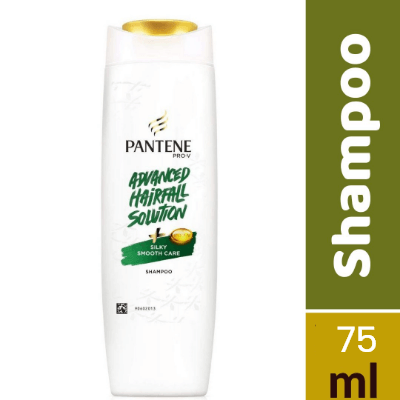 PANTENE
PRO-V
ADVANCED
HAIRFALL
SOLUTION
+
SILKY
SMOOTH CARE
SHAMPOO
Shampoo
75
ml